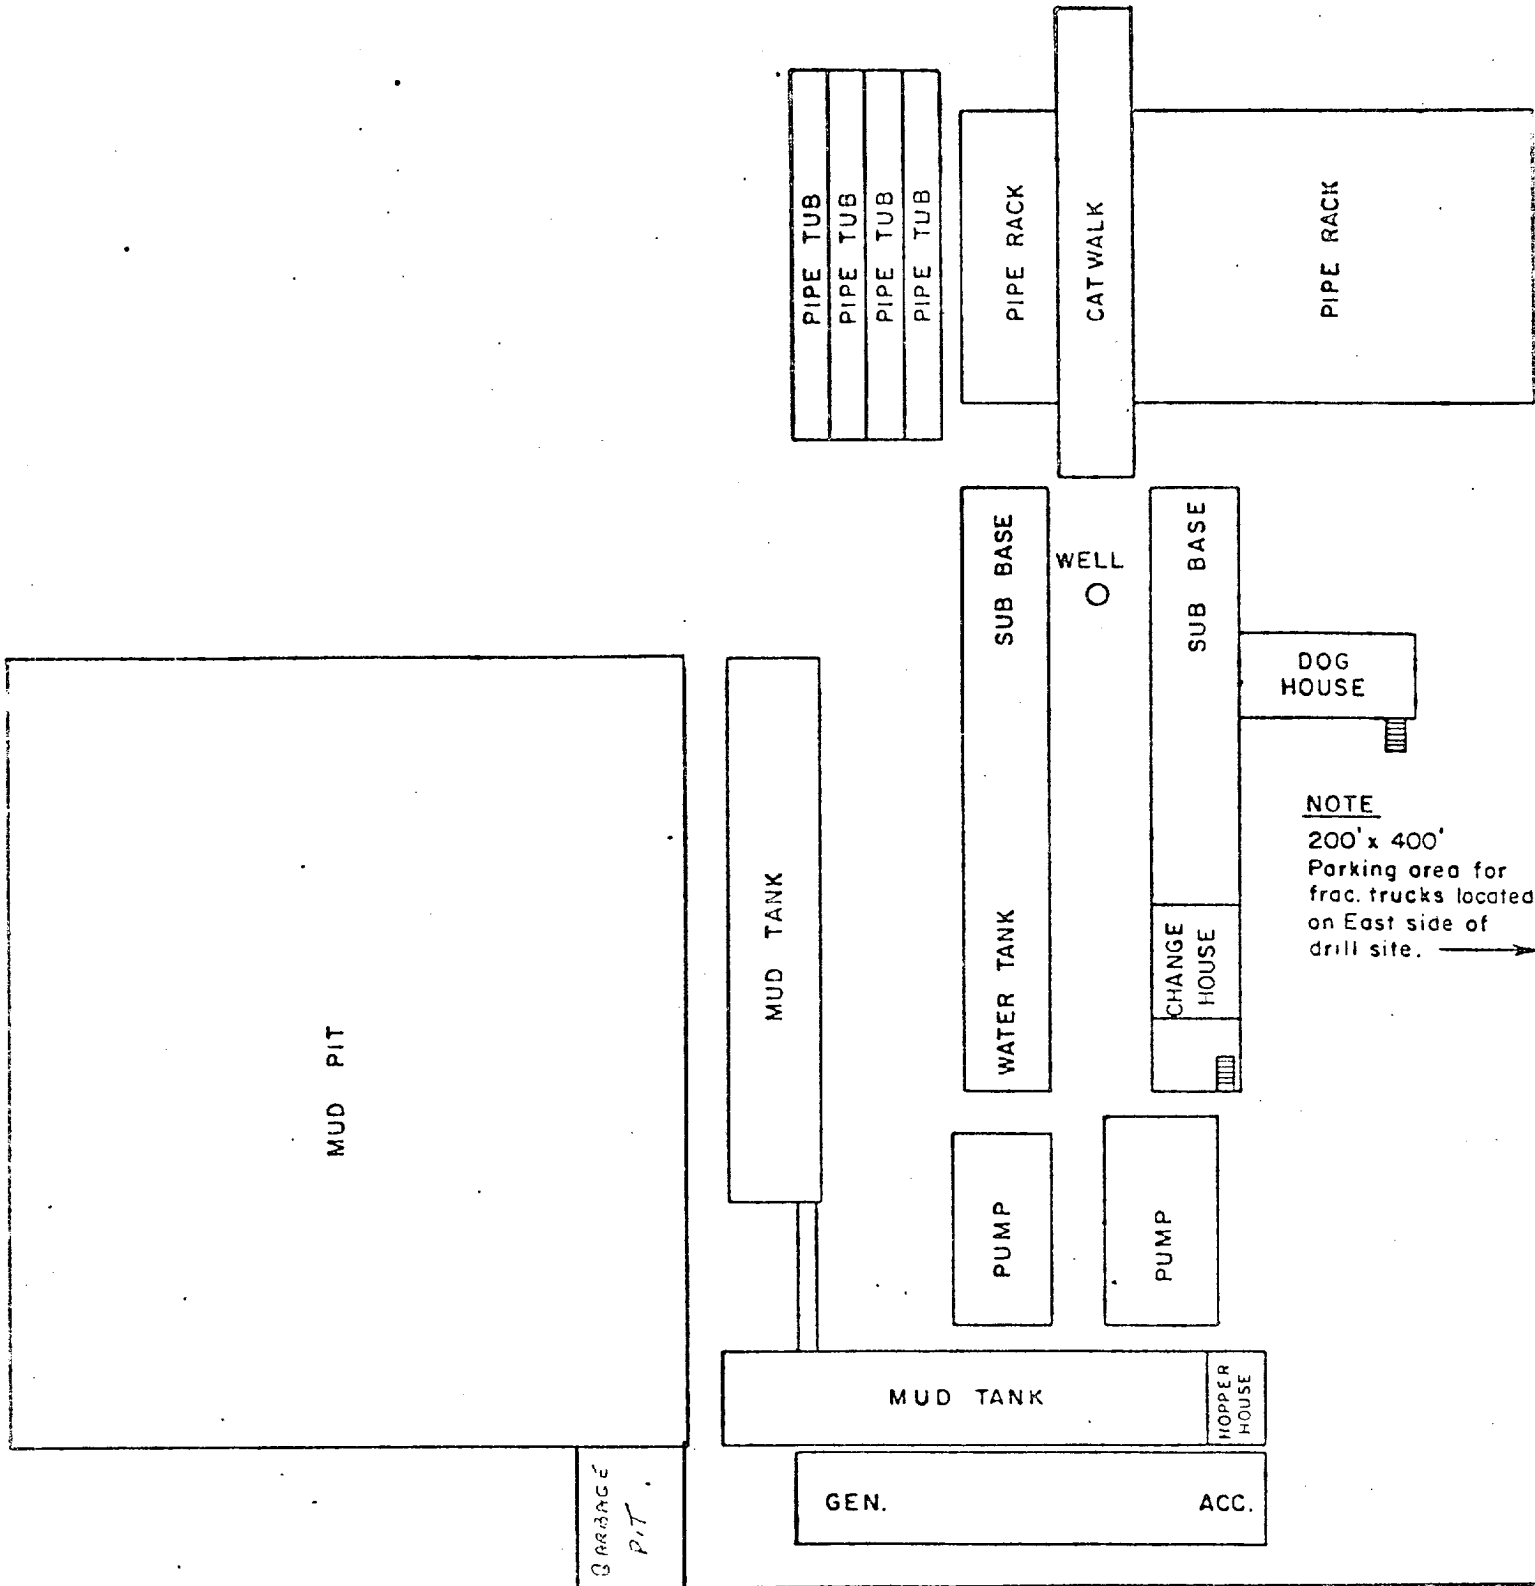 PIPE TUB
PIPE TUB
PIPE TUB
PIPE TUB
PIPE RACK
CATWALK
PIPE RACK
SUB BASE
WELL
SUB BASE
DOG
HOUSE
NOTE
200' x 400'
Parking area for
frac. trucks located
on East side of
drill site.
MUD PIT
MUD TANK
WATER TANK
CHANGE
HOUSE
PUMP
PUMP
MUD TANK
HOPPER
HOUSE
GARBAGE
PIT.
GEN.
ACC.